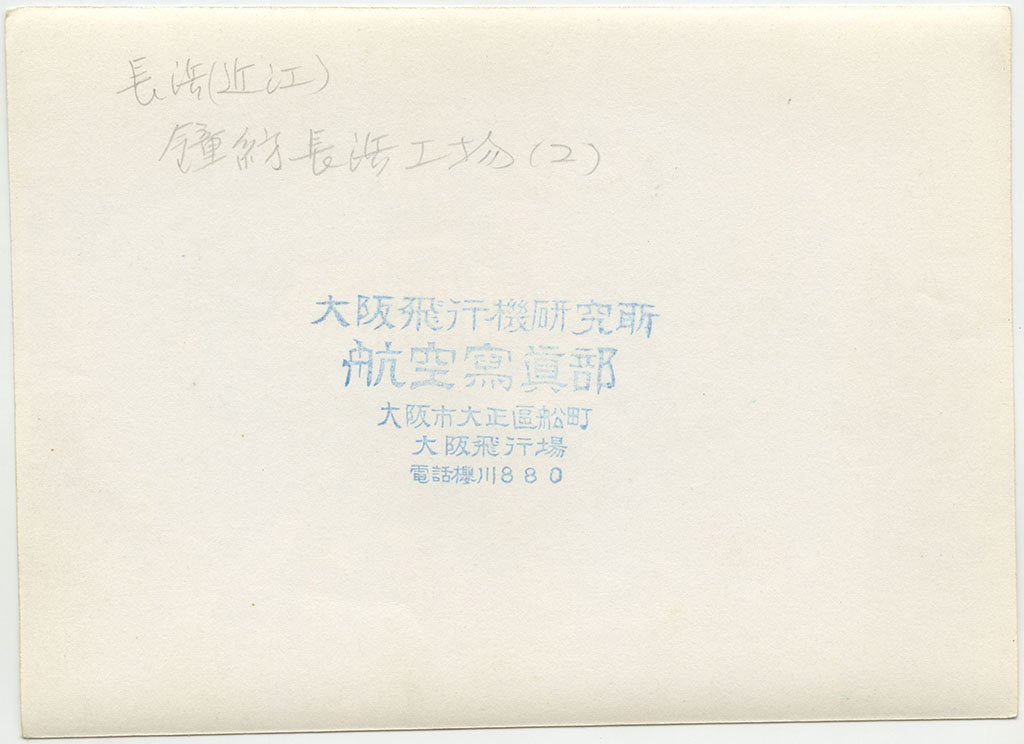 長浜(近江)
鐘紡長浜工場(2)
大阪飛行機研究所
航空寫眞部
大阪市大正區船町
大阪飛行場
電話櫻川880